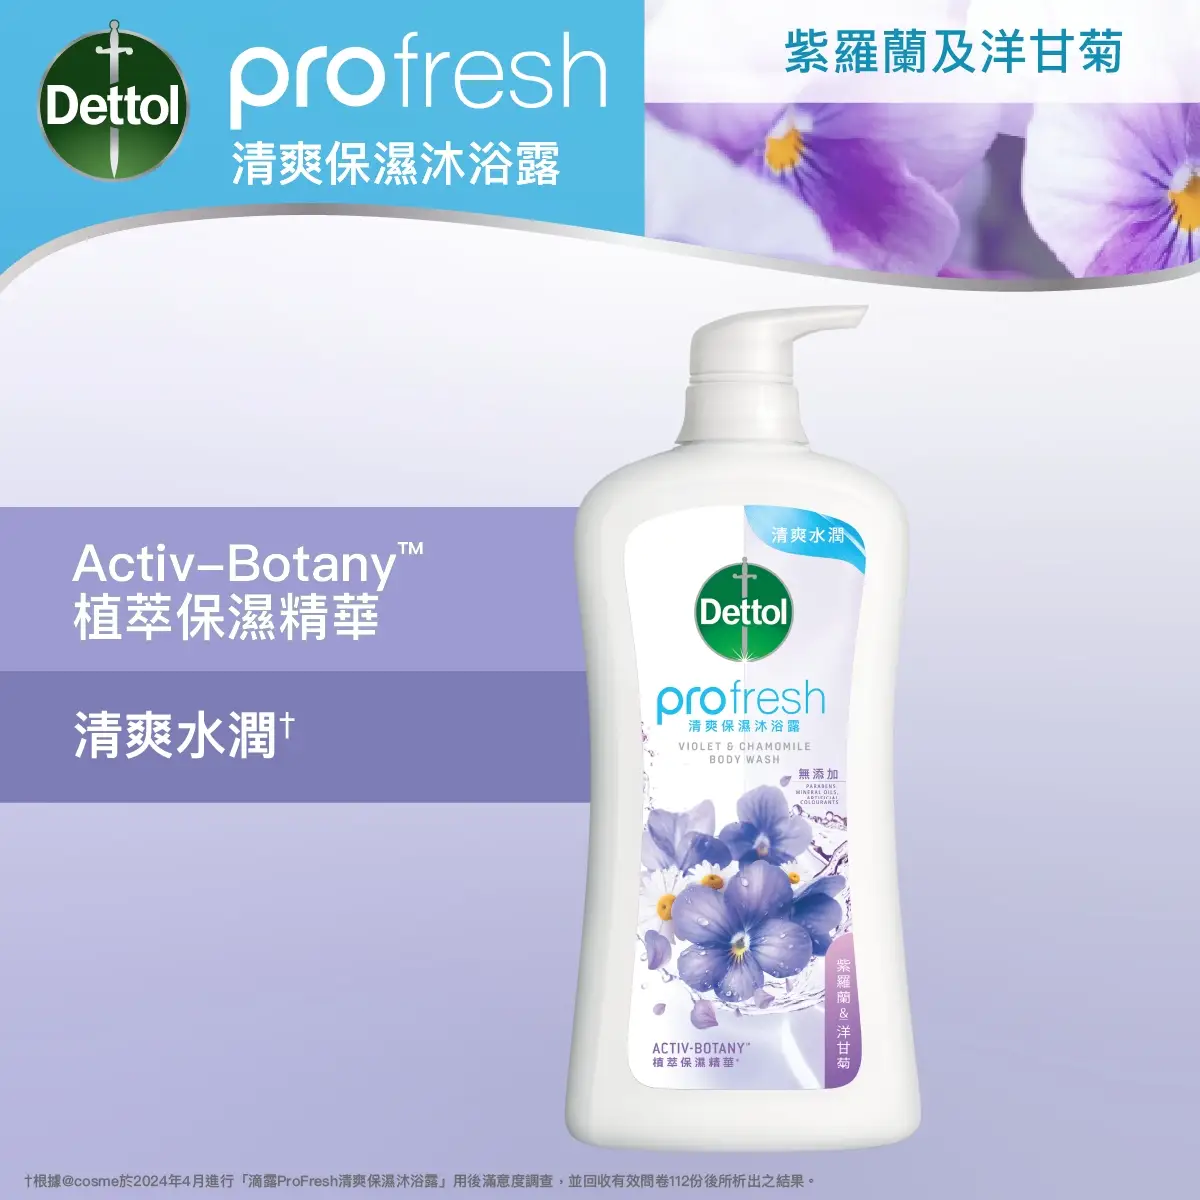 Dettol
profresh
清爽保濕沐浴露
紫羅蘭及洋甘菊
Activ–Botany™
植萃保濕精華
清爽水潤†
清爽水潤
Dettol
profresh
清爽保濕沐浴露
VIOLET & CHAMOMILE
BODY WASH
無添加
PARABENS,
MINERAL OILS,
ARTIFICIAL
COLOURANTS
紫羅蘭&洋甘菊
ACTIV-BOTANY™
植萃保濕精華*
†根據@cosme於2024年4月進行「滴露ProFresh清爽保濕沐浴露」用後滿意度調查，並回收有效問卷112份後所析出之結果。